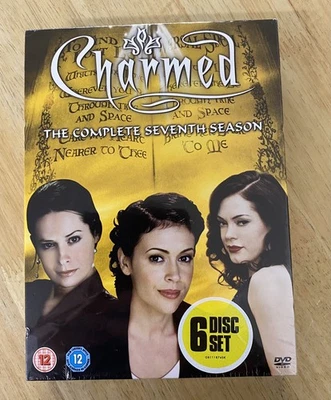 Charmed
THE COMPLETE SEVENTH SEASON
THROUGH TIME
AND SPACE
AND SPACE
NEARER TO THEE
TO ME
6
DISC
SET
12
12
DVD
VIDEO